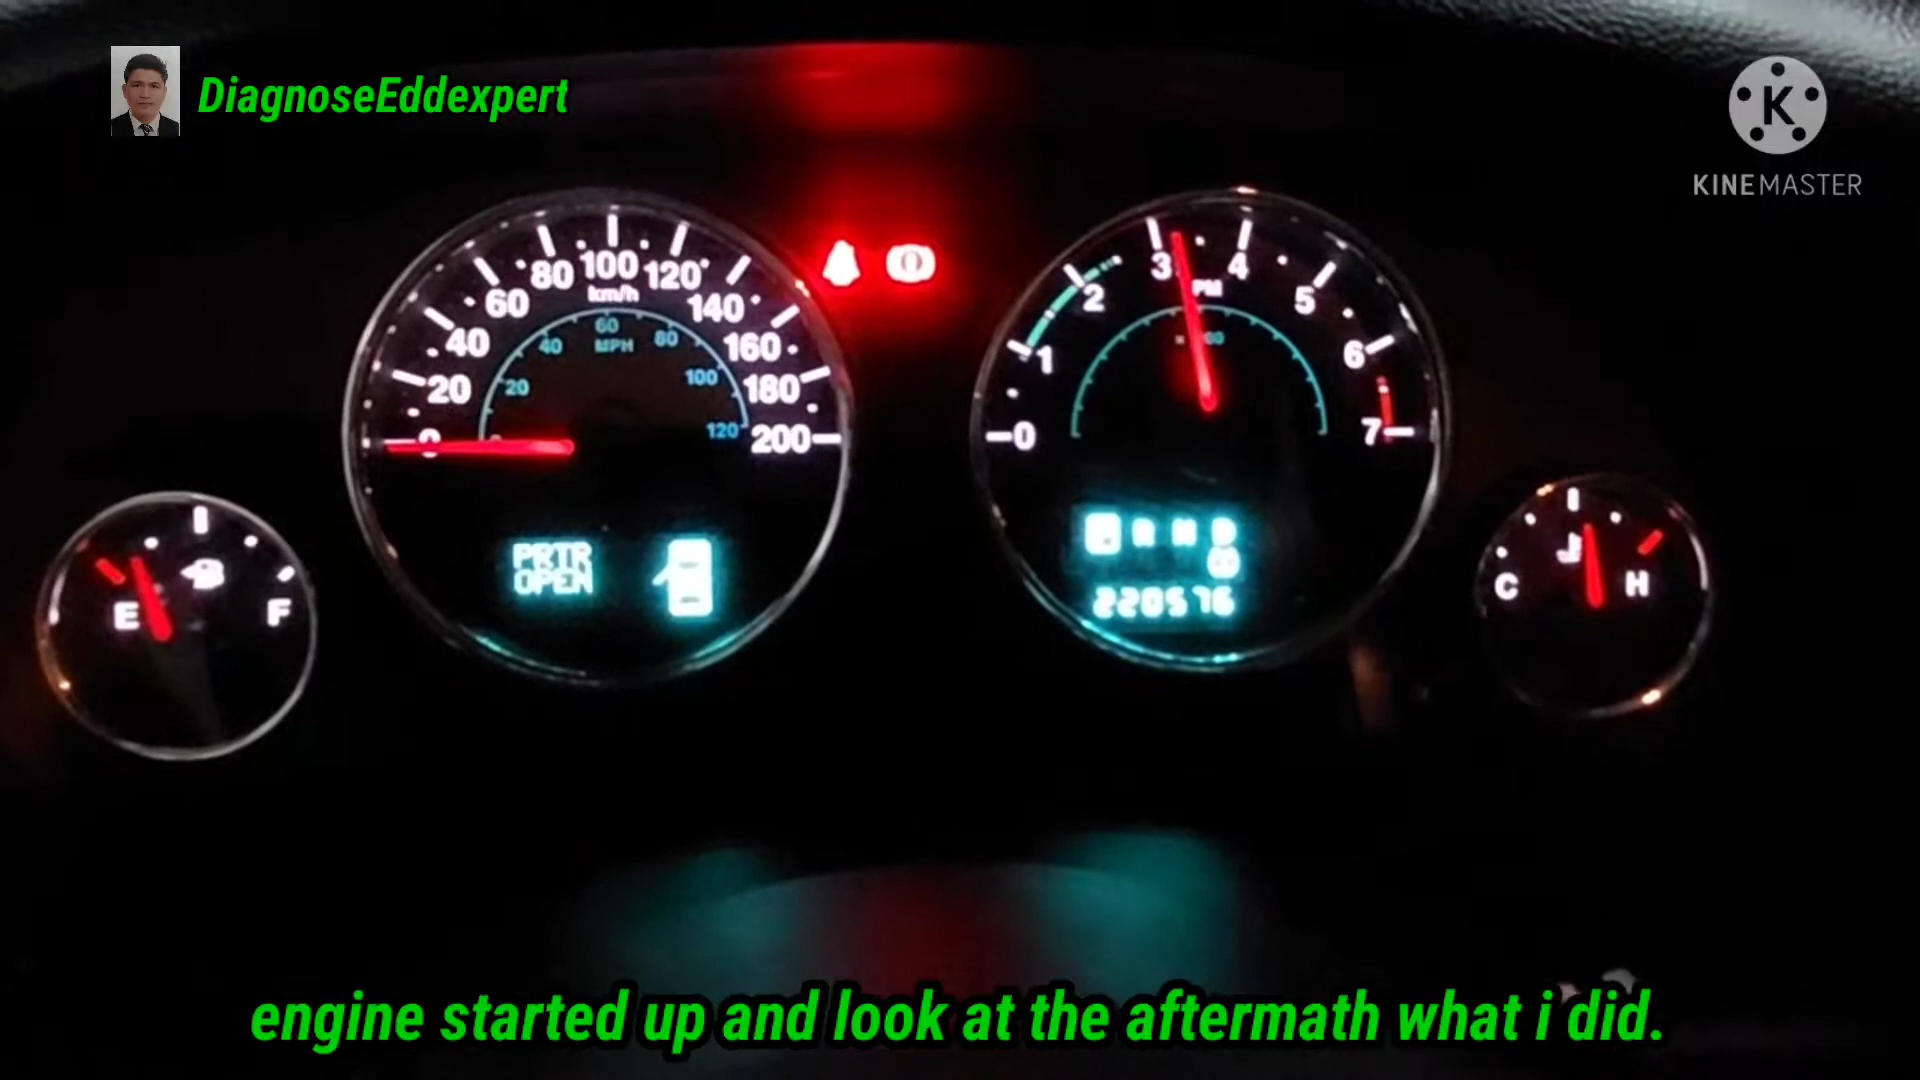 DiagnoseEddexpert
K
KINEMASTER
0 20 40 60 80 100 120 140 160 180 200
km/h
20 40 60 80 100 120
MPH
PRTR
OPEN
0 1 2 3 4 5 6 7
R N D
220576
E F
C H
engine started up and look at the aftermath what i did.